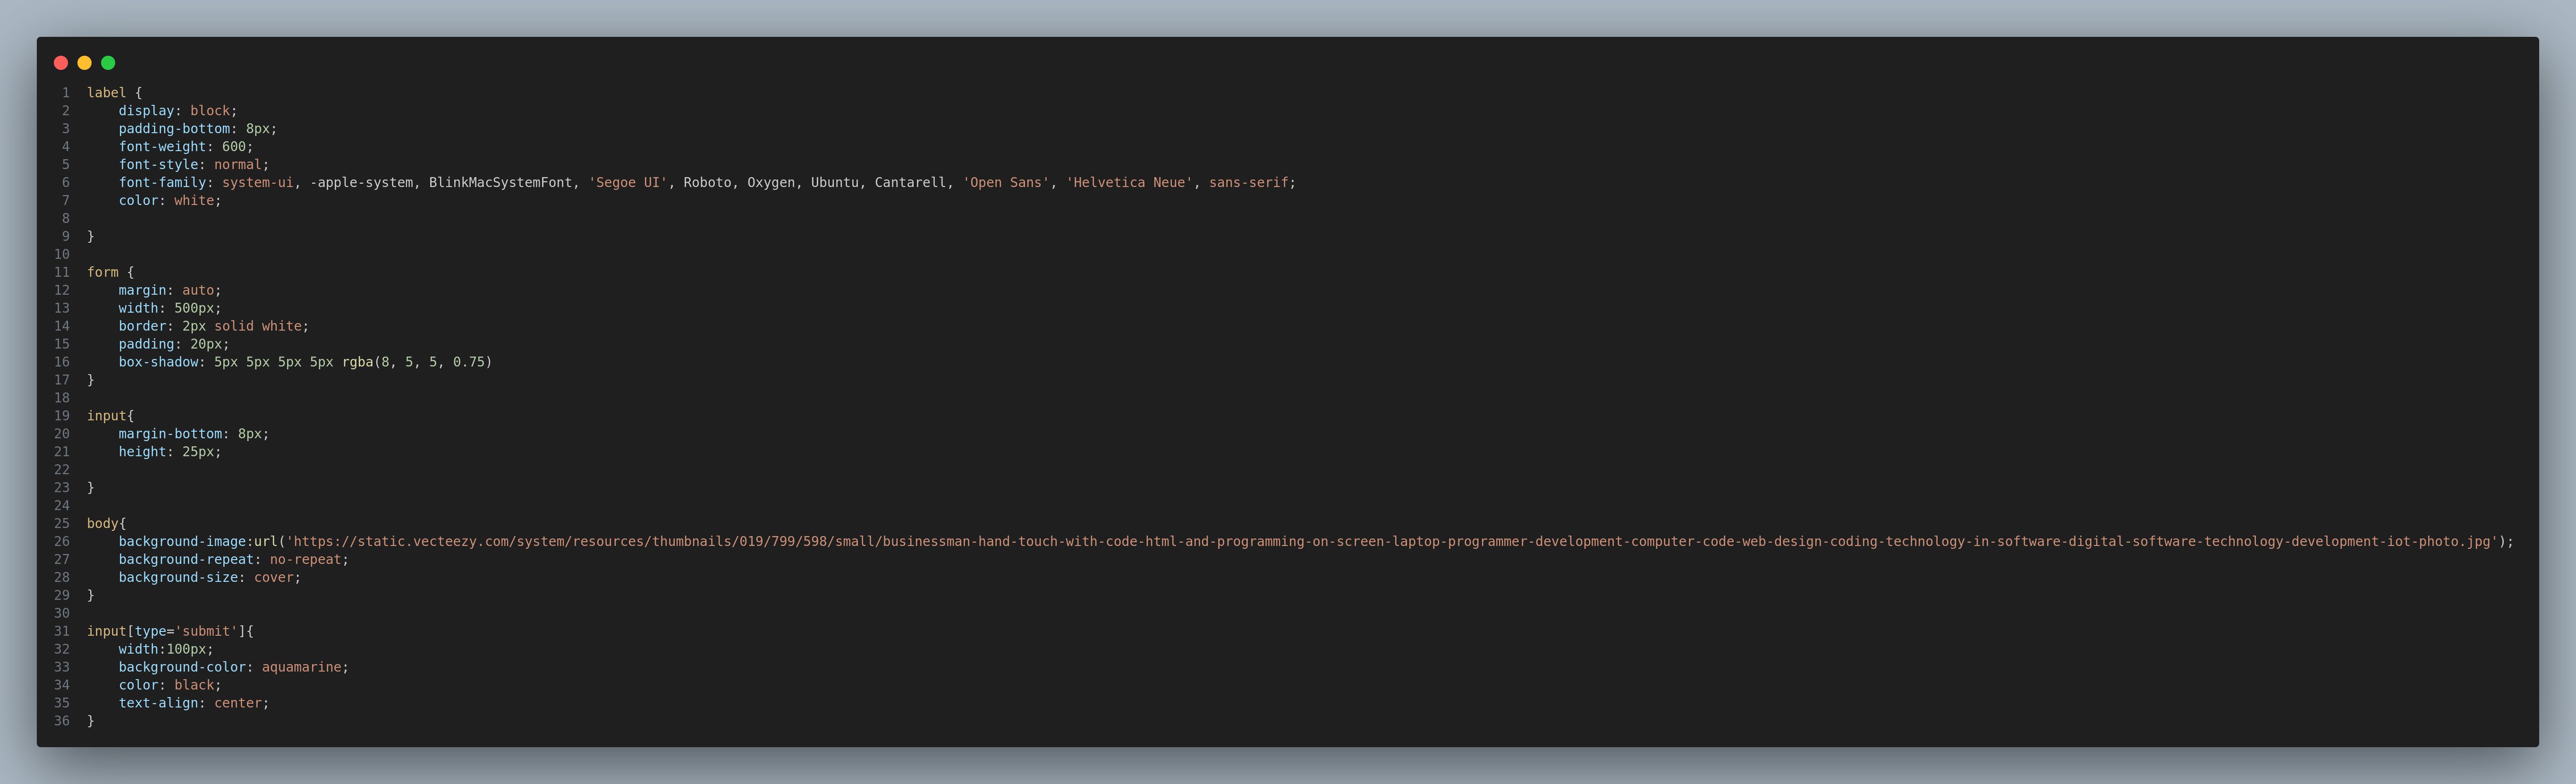 1 label {
2     display: block;
3     padding-bottom: 8px;
4     font-weight: 600;
5     font-style: normal;
6     font-family: system-ui, -apple-system, BlinkMacSystemFont, 'Segoe UI', Roboto, Oxygen, Ubuntu, Cantarell, 'Open Sans', 'Helvetica Neue', sans-serif;
7     color: white;
8
9 }
10
11 form {
12     margin: auto;
13     width: 500px;
14     border: 2px solid white;
15     padding: 20px;
16     box-shadow: 5px 5px 5px 5px rgba(8, 5, 5, 0.75)
17 }
18
19 input{
20     margin-bottom: 8px;
21     height: 25px;
22
23 }
24
25 body{
26     background-image:url('https://static.vecteezy.com/system/resources/thumbnails/019/799/598/small/businessman-hand-touch-with-code-html-and-programming-on-screen-laptop-programmer-development-computer-code-web-design-coding-technology-in-software-digital-software-technology-development-iot-photo.jpg');
27     background-repeat: no-repeat;
28     background-size: cover;
29 }
30
31 input[type='submit']{
32     width:100px;
33     background-color: aquamarine;
34     color: black;
35     text-align: center;
36 }